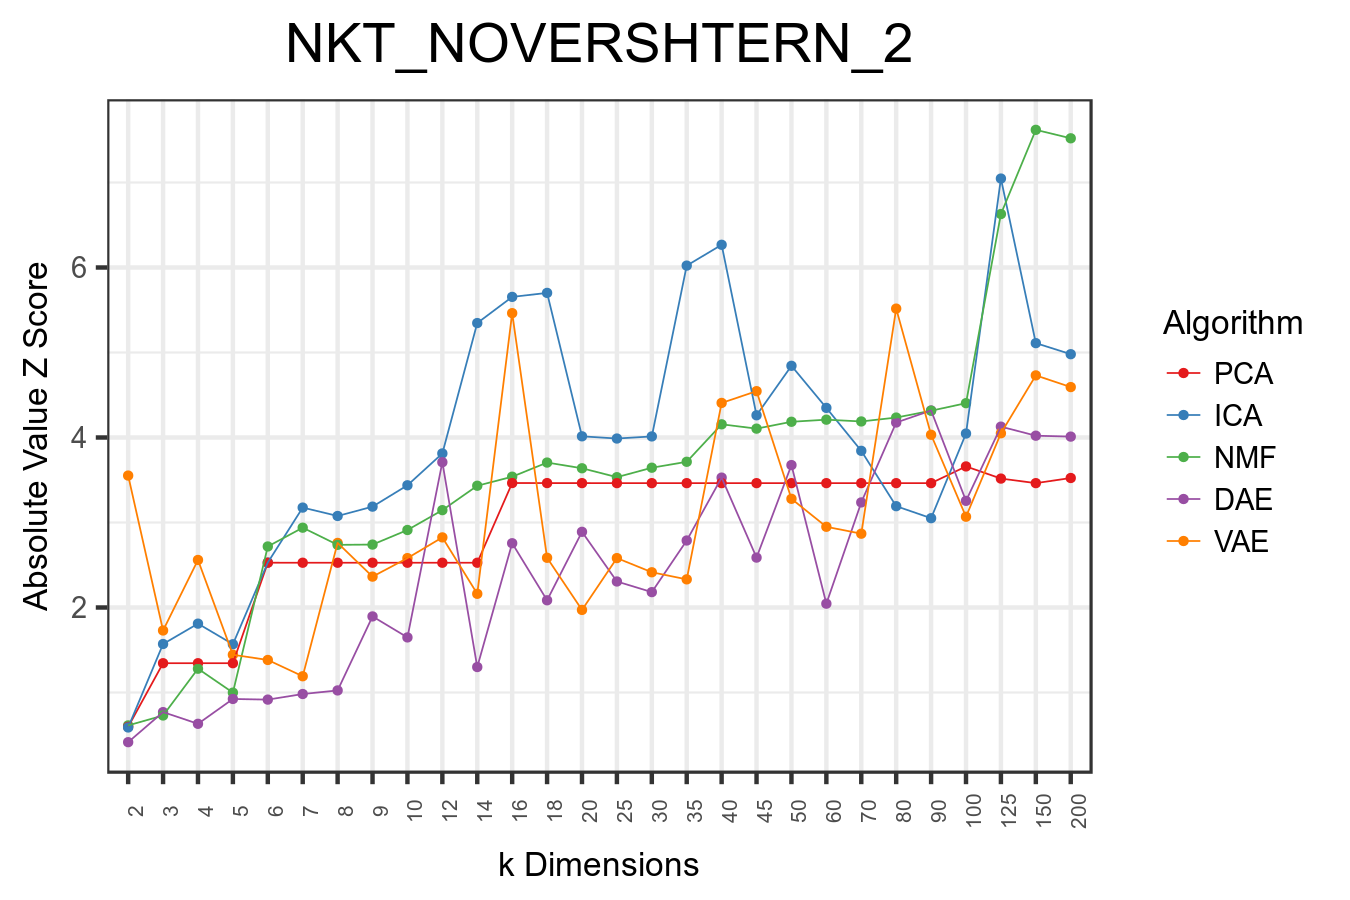 NKT_NOVERSHTERN_2
Absolute Value Z Score
6
4
2
2 3 4 5 6 7 8 9 10 12 14 16 18 20 25 30 35 40 45 50 60 70 80 90 100 125 150 200
k Dimensions
Algorithm
PCA
ICA
NMF
DAE
VAE